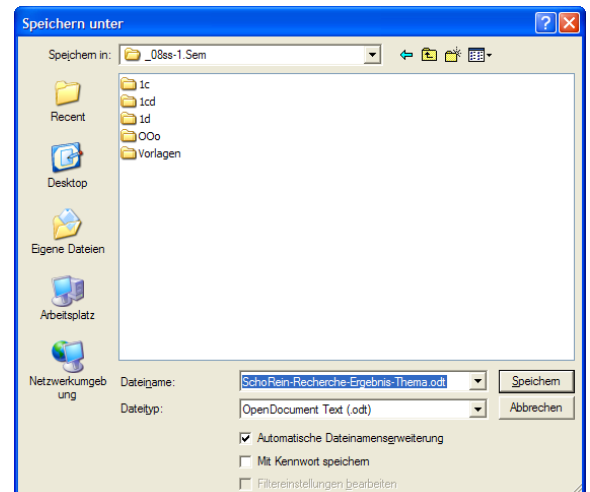 Speichern unter
Speichern in: _08ss-1.Sem
1c
1cd
1d
OOo
Vorlagen
Recent
Desktop
Eigene Dateien
Arbeitsplatz
Netzwerkumgeb
ung
Dateiname: SchoRein-Recherche-Ergebnis-Thema.odt Speichern
Dateityp: OpenDocument Text (.odt) Abbrechen
Automatische Dateinamenserweiterung
Mit Kennwort speichern
Filtereinstellungen bearbeiten